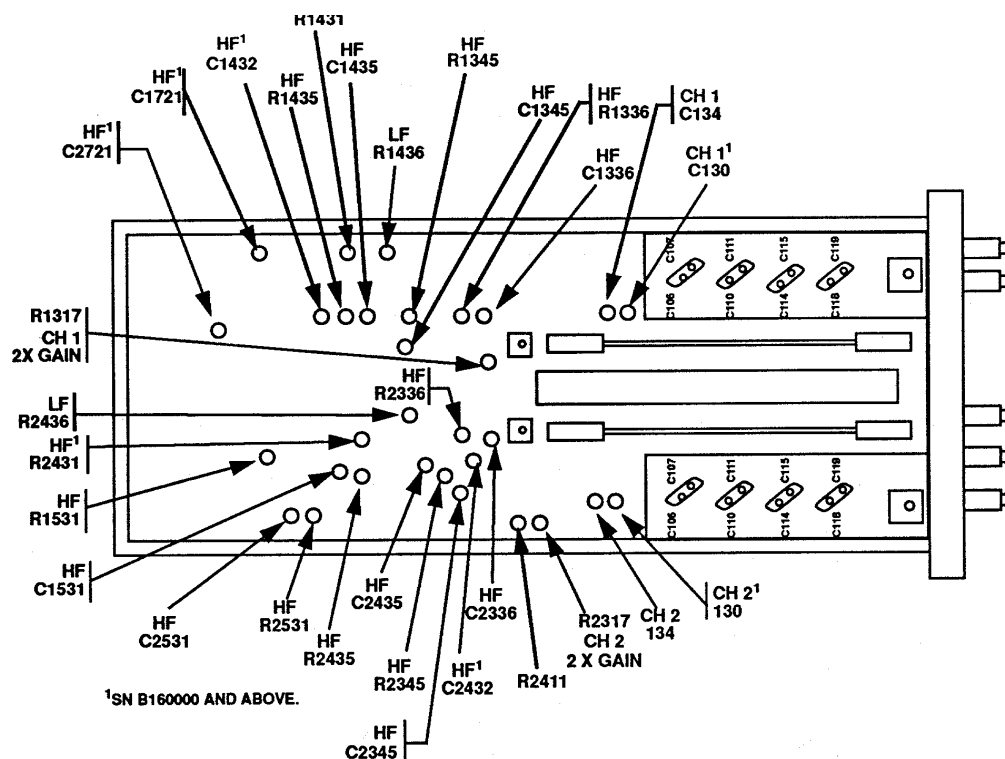 R1431
HF¹
C1432
HF
C1435
HF
R1345
HF¹
C1721
HF
R1435
HF
C1345
HF
R1336
CH 1
C134
HF¹
C2721
LF
R1436
HF
C1336
CH 1¹
C130
C107
C111
C115
C119
C106
C110
C114
C118
R1317
CH 1
2X GAIN
HF
R2336
LF
R2436
HF¹
R2431
HF
R1531
C107
C111
C115
C119
C106
C110
C114
C118
HF
C1531
HF
C2531
HF
R2531
HF
R2435
HF
C2435
HF
R2345
HF¹
C2432
HF
C2336
R2411
R2317
CH 2
2 X GAIN
CH 2
134
CH 2¹
130
¹SN B160000 AND ABOVE.
HF
C2345